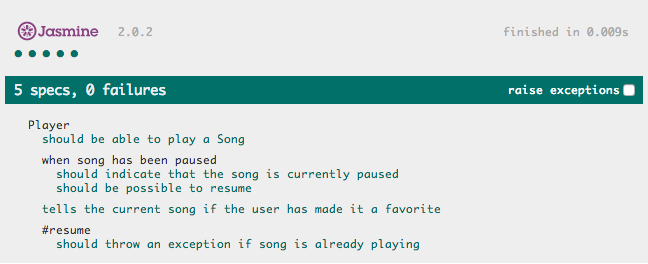 Jasmine 2.0.2 finished in 0.009s
5 specs, 0 failures raise exceptions
Player
should be able to play a Song
when song has been paused
should indicate that the song is currently paused
should be possible to resume
tells the current song if the user has made it a favorite
#resume
should throw an exception if song is already playing